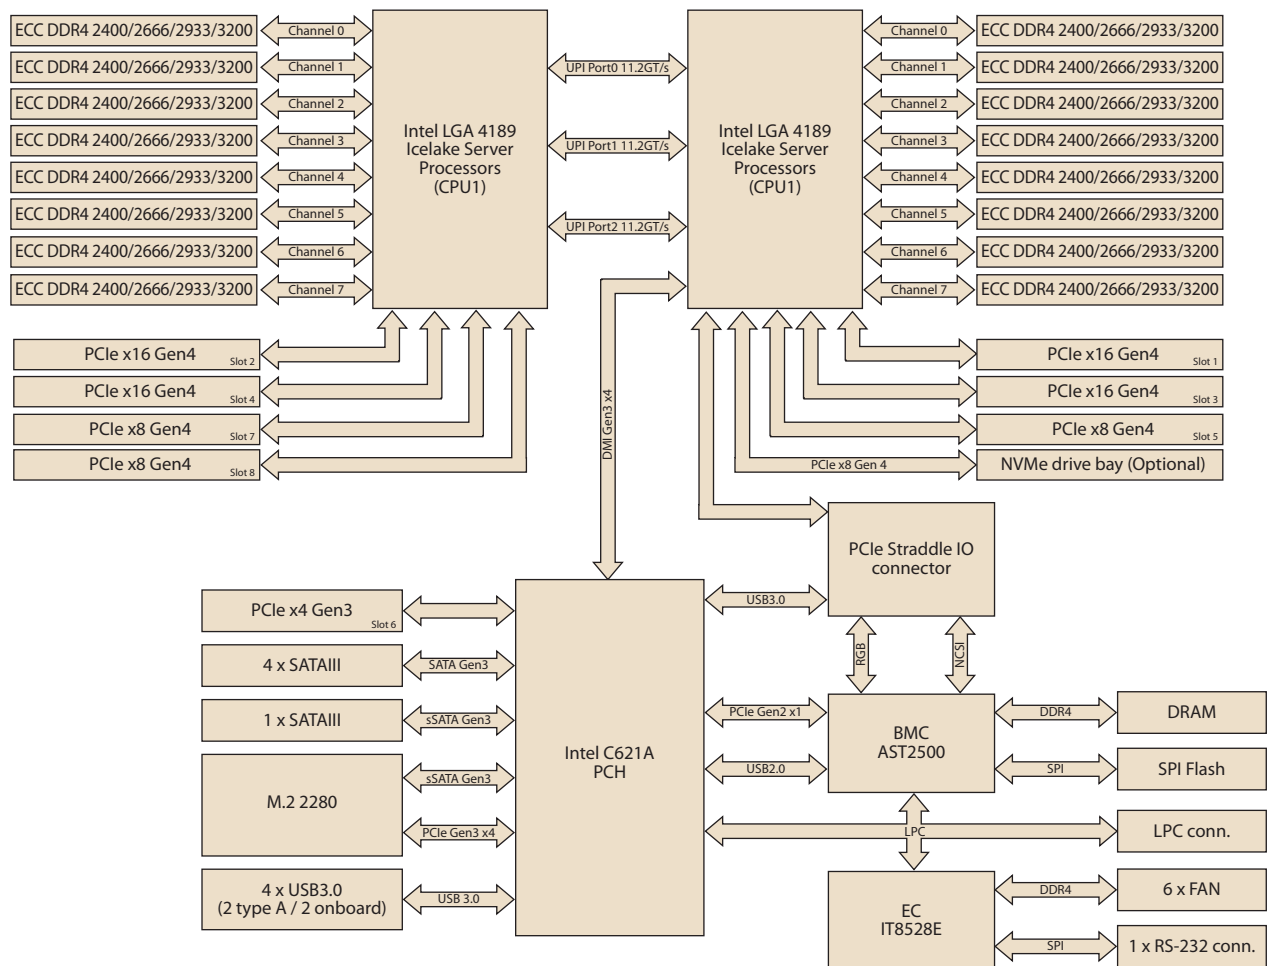 ECC DDR4 2400/2666/2933/3200
Channel 0
ECC DDR4 2400/2666/2933/3200
Channel 1
ECC DDR4 2400/2666/2933/3200
Channel 2
ECC DDR4 2400/2666/2933/3200
Channel 3
ECC DDR4 2400/2666/2933/3200
Channel 4
ECC DDR4 2400/2666/2933/3200
Channel 5
ECC DDR4 2400/2666/2933/3200
Channel 6
ECC DDR4 2400/2666/2933/3200
Channel 7
Intel LGA 4189
Icelake Server
Processors
(CPU1)
UPI Port0 11.2GT/s
UPI Port1 11.2GT/s
UPI Port2 11.2GT/s
Intel LGA 4189
Icelake Server
Processors
(CPU1)
Channel 0
ECC DDR4 2400/2666/2933/3200
Channel 1
ECC DDR4 2400/2666/2933/3200
Channel 2
ECC DDR4 2400/2666/2933/3200
Channel 3
ECC DDR4 2400/2666/2933/3200
Channel 4
ECC DDR4 2400/2666/2933/3200
Channel 5
ECC DDR4 2400/2666/2933/3200
Channel 6
ECC DDR4 2400/2666/2933/3200
Channel 7
ECC DDR4 2400/2666/2933/3200
PCIe x16 Gen4
Slot 2
PCIe x16 Gen4
Slot 4
PCIe x8 Gen4
Slot 7
PCIe x8 Gen4
Slot 8
DMI Gen3 x4
PCIe x16 Gen4
Slot 1
PCIe x16 Gen4
Slot 3
PCIe x8 Gen4
Slot 5
PCIe x8 Gen 4
NVMe drive bay (Optional)
PCIe Straddle IO
connector
PCIe x4 Gen3
Slot 6
4 x SATAIII
SATA Gen3
1 x SATAIII
sSATA Gen3
M.2 2280
sSATA Gen3
PCIe Gen3 x4
4 x USB3.0
(2 type A / 2 onboard)
USB 3.0
Intel C621A
PCH
USB3.0
RGB
NCSI
PCIe Gen2 x1
USB2.0
BMC
AST2500
DDR4
DRAM
SPI
SPI Flash
LPC
LPC conn.
EC
IT8528E
DDR4
6 x FAN
SPI
1 x RS-232 conn.